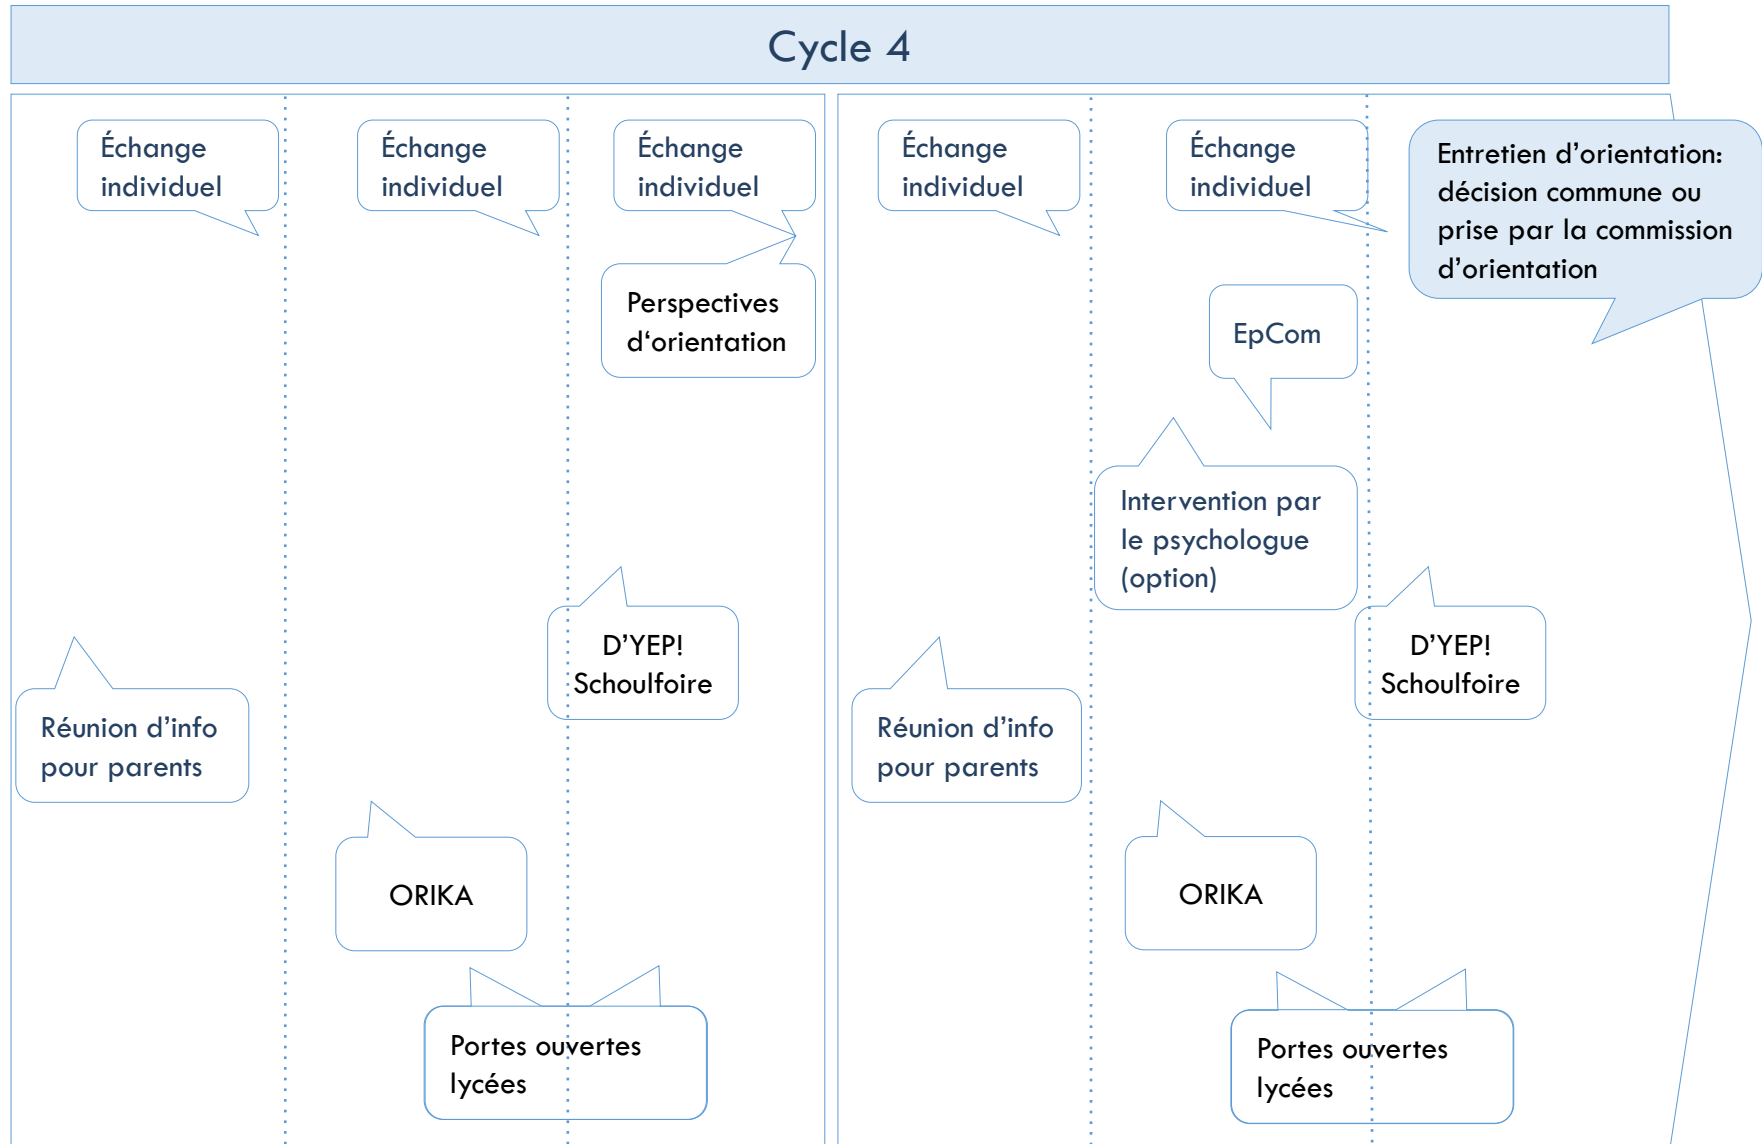 Cycle 4
Échange
individuel
Échange
individuel
Échange
individuel
Échange
individuel
Échange
individuel
Entretien d’orientation:
décision commune ou
prise par la commission
d’orientation
Perspectives
d‘orientation
EpCom
Intervention par
le psychologue
(option)
D’YEP!
Schoulfoire
D’YEP!
Schoulfoire
Réunion d’info
pour parents
Réunion d’info
pour parents
ORIKA
ORIKA
Portes ouvertes
lycées
Portes ouvertes
lycées